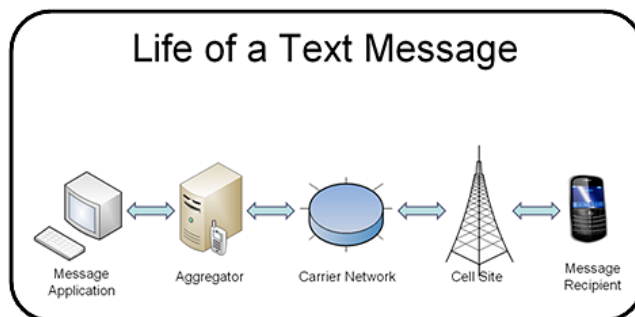 Life of a Text Message
Message
Application
Aggregator
Carrier Network
Cell Site
Message
Recipient